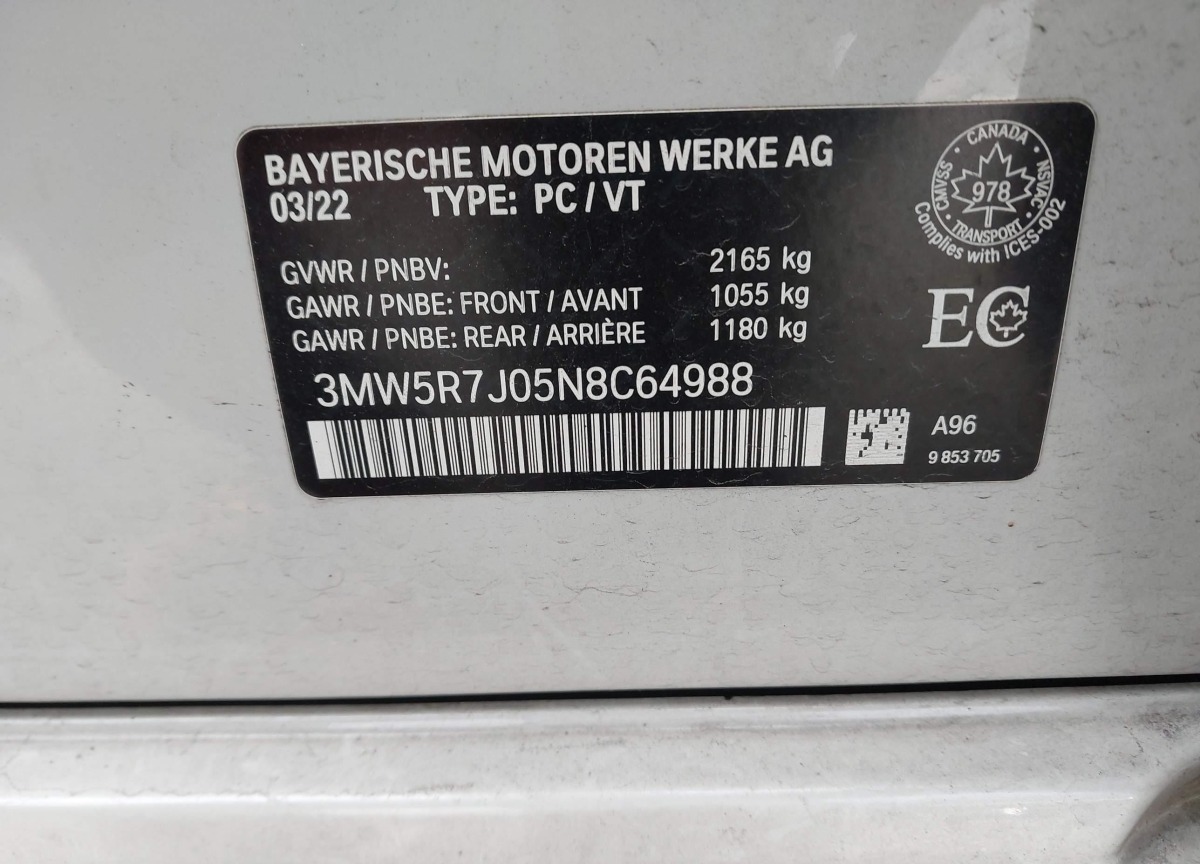 BAYERISCHE MOTOREN WERKE AG
03/22 TYPE: PC / VT
GVWR / PNBV: 2165 kg
GAWR / PNBE: FRONT / AVANT 1055 kg
GAWR / PNBE: REAR / ARRIÈRE 1180 kg
3MW5R7J05N8C64988
A96
9 853 705
CANADA
CMVSS
978
NSVAC
TRANSPORT
Complies with ICES-002
EC